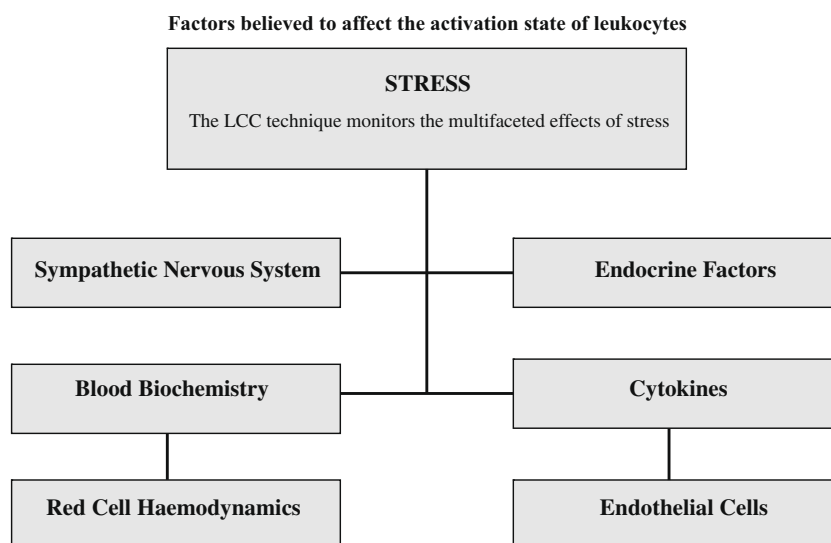 Factors believed to affect the activation state of leukocytes
STRESS
The LCC technique monitors the multifaceted effects of stress
Sympathetic Nervous System
Endocrine Factors
Blood Biochemistry
Cytokines
Red Cell Haemodynamics
Endothelial Cells